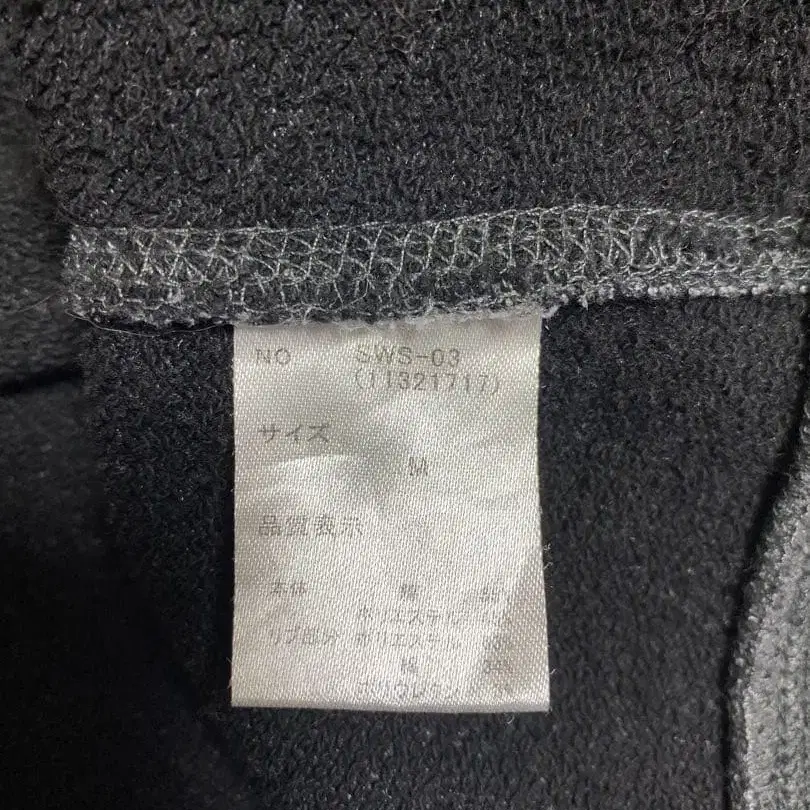 NO SWS-03
(11321717)
サイズ
M
品質表示
本体 綿
ポリエステル
リブ部分 ポリエステル
綿
ポリウレタン